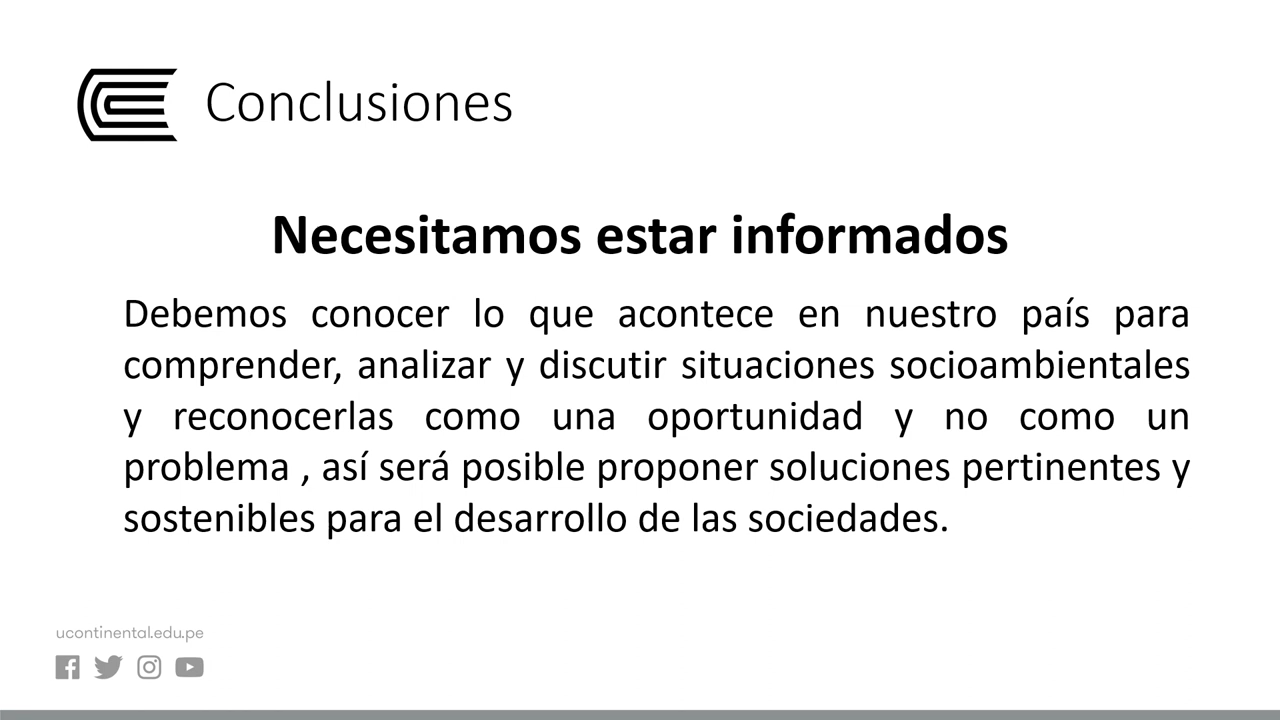 Conclusiones
Necesitamos estar informados
Debemos conocer lo que acontece en nuestro país para
comprender, analizar y discutir situaciones socioambientales
y reconocerlas como una oportunidad y no como un
problema , así será posible proponer soluciones pertinentes y
sostenibles para el desarrollo de las sociedades.
ucontinental.edu.pe